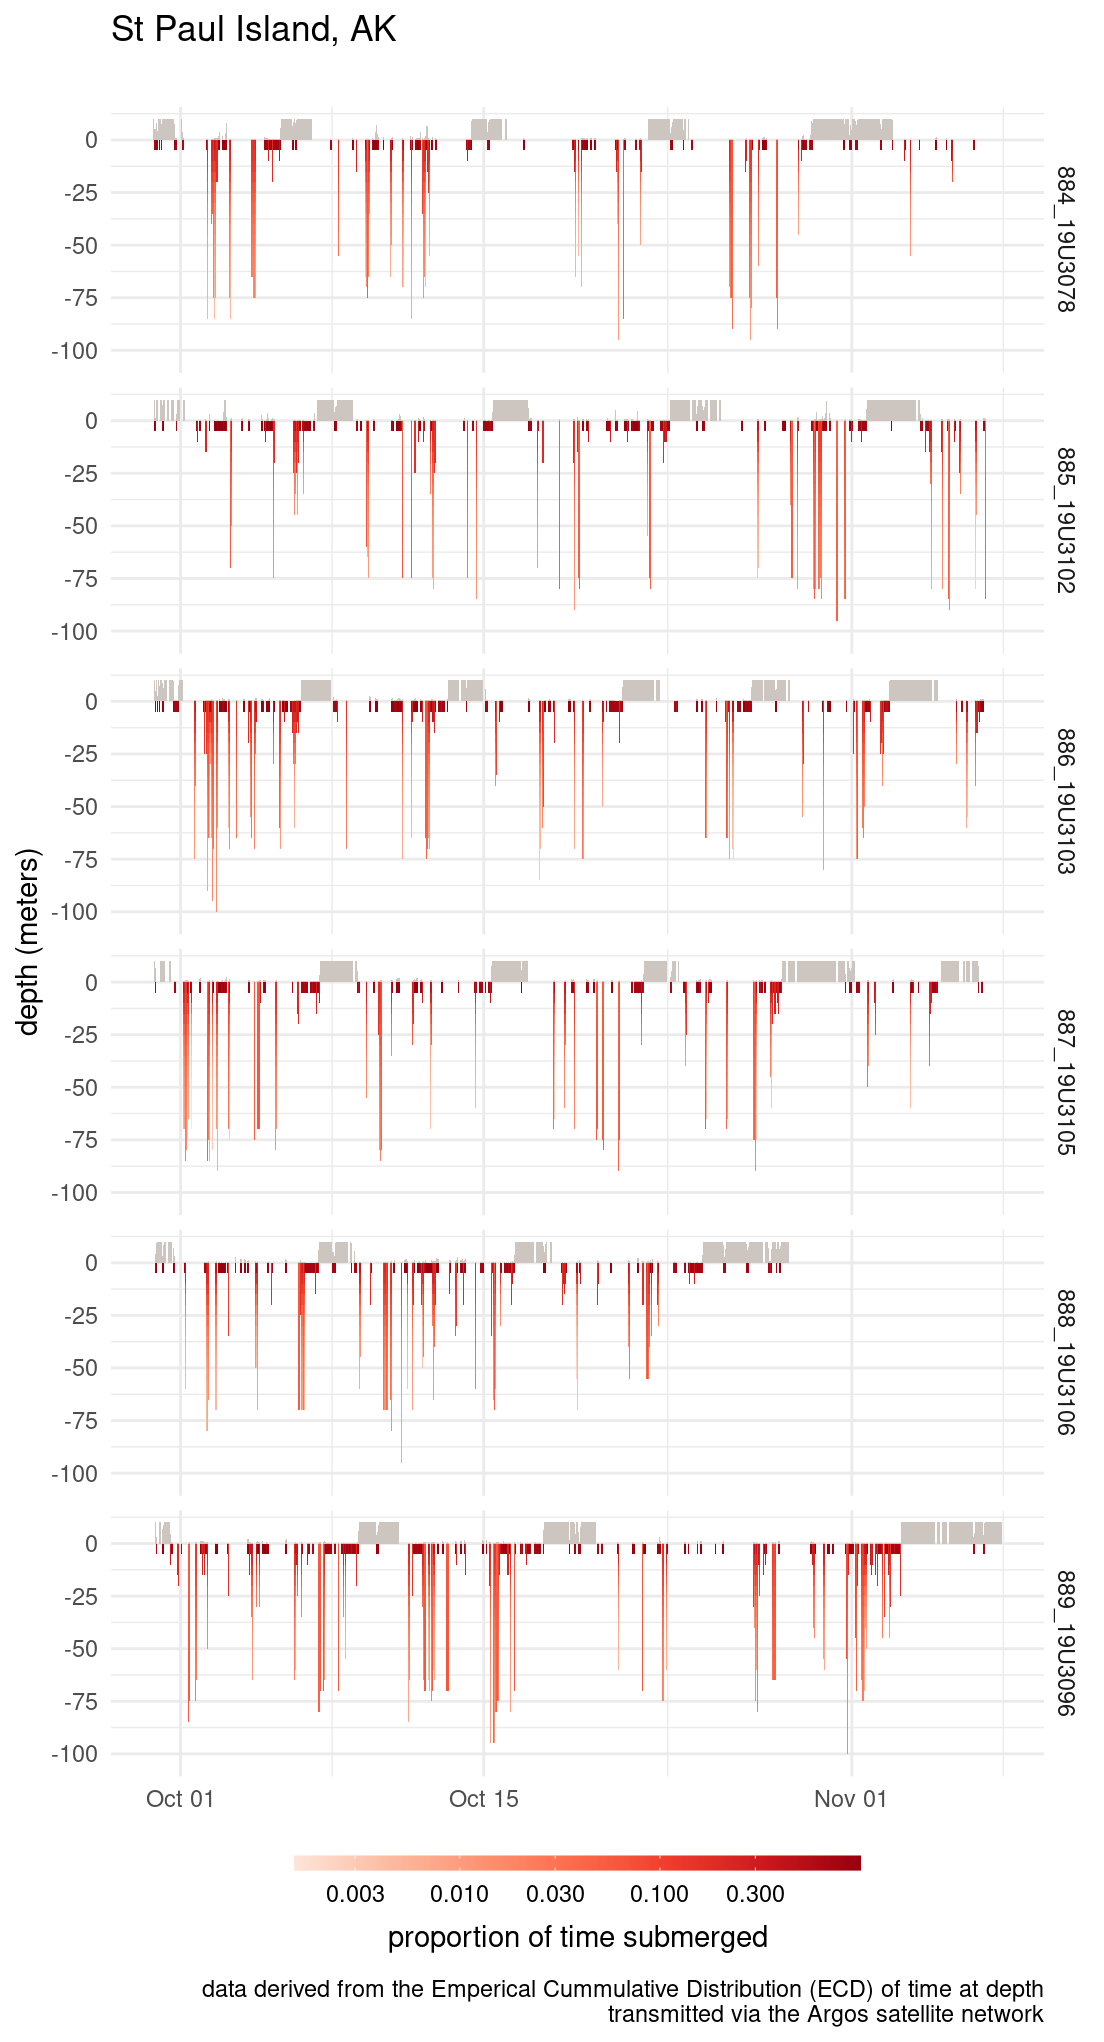 St Paul Island, AK
0
-25
-50
-75
-100
884_19U3078
0
-25
-50
-75
-100
885_19U3102
0
-25
-50
-75
-100
886_19U3103
depth (meters)
0
-25
-50
-75
-100
887_19U3105
0
-25
-50
-75
-100
888_19U3106
0
-25
-50
-75
-100
889_19U3096
Oct 01 Oct 15 Nov 01
0.003 0.010 0.030 0.100 0.300
proportion of time submerged
data derived from the Emperical Cummulative Distribution (ECD) of time at depth
transmitted via the Argos satellite network